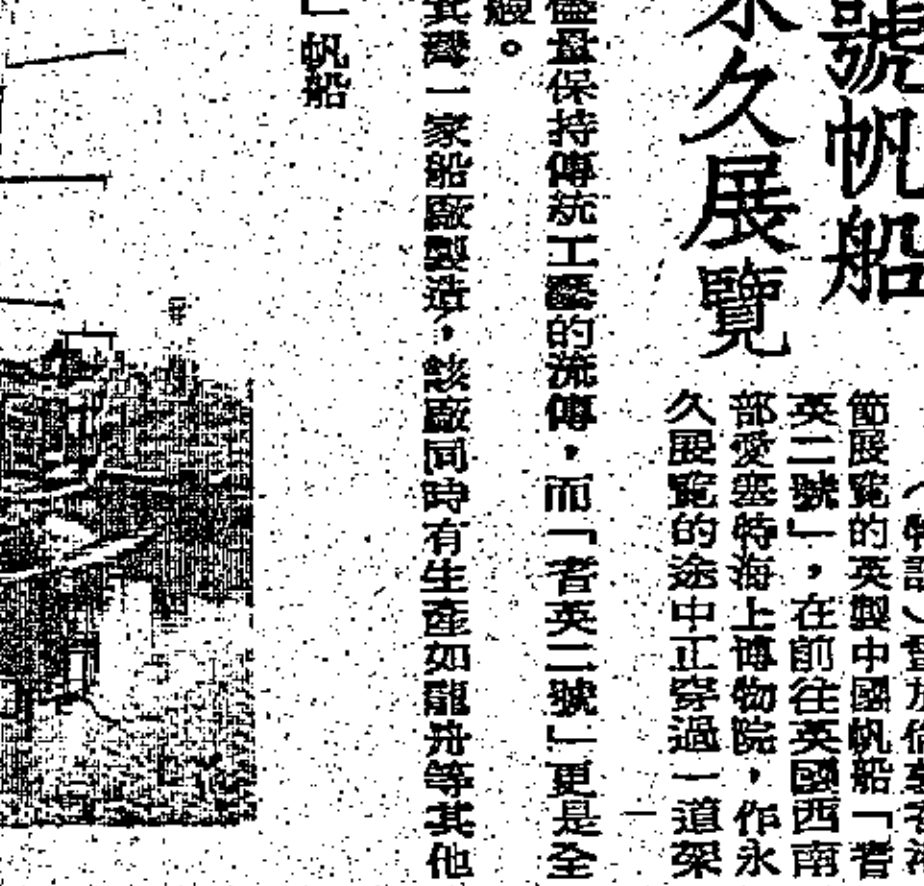 號帆船
永久展覽
節展覽的英製中國帆船「耆
英二號」，在前往英國西南
部愛塞特海上博物院，作永
久展覽的途中正穿過一道架
儘量保持傳統工藝的流傳，而「耆英二號」更是全
灣一家船廠製造，該廠同時有生產如龍舟等其他
」帆船